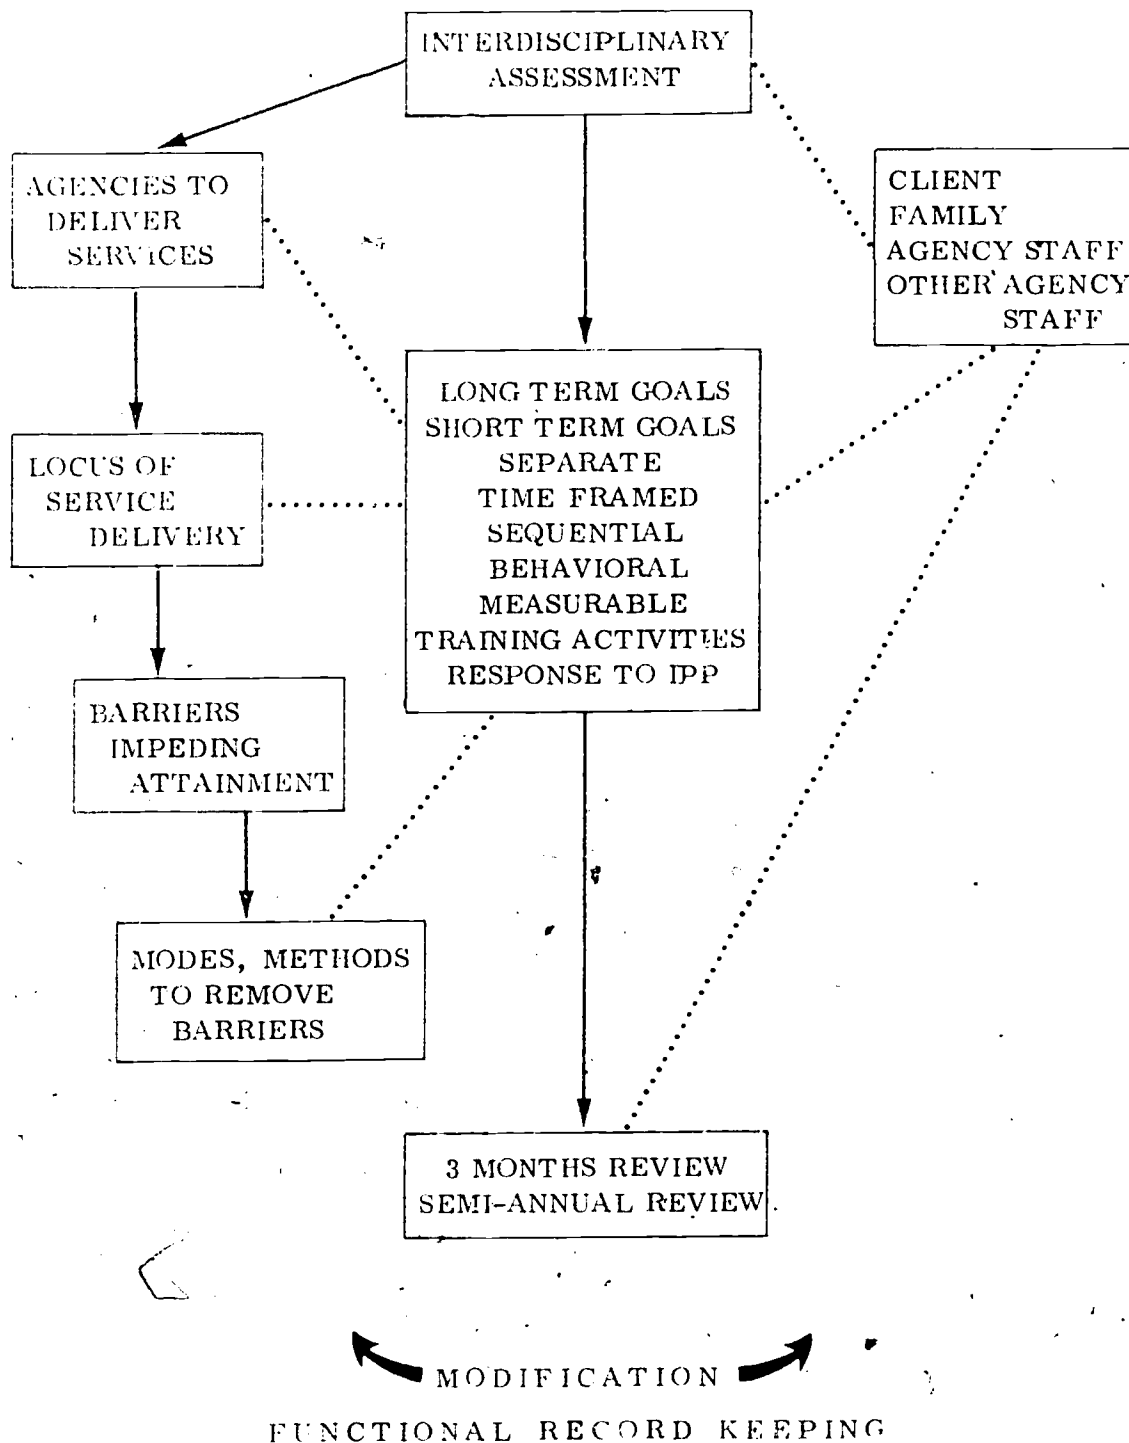 INTERDISCIPLINARY
ASSESSMENT
AGENCIES TO
DELIVER
SERVICES
CLIENT
FAMILY
AGENCY STAFF
OTHER AGENCY
STAFF
LONG TERM GOALS
SHORT TERM GOALS
SEPARATE
TIME FRAMED
SEQUENTIAL
BEHAVIORAL
MEASURABLE
TRAINING ACTIVITIES
RESPONSE TO IPP
LOCUS OF
SERVICE
DELIVERY
BARRIERS
IMPEDING
ATTAINMENT
MODES, METHODS
TO REMOVE
BARRIERS
3 MONTHS REVIEW
SEMI-ANNUAL REVIEW
MODIFICATION
FUNCTIONAL RECORD KEEPING